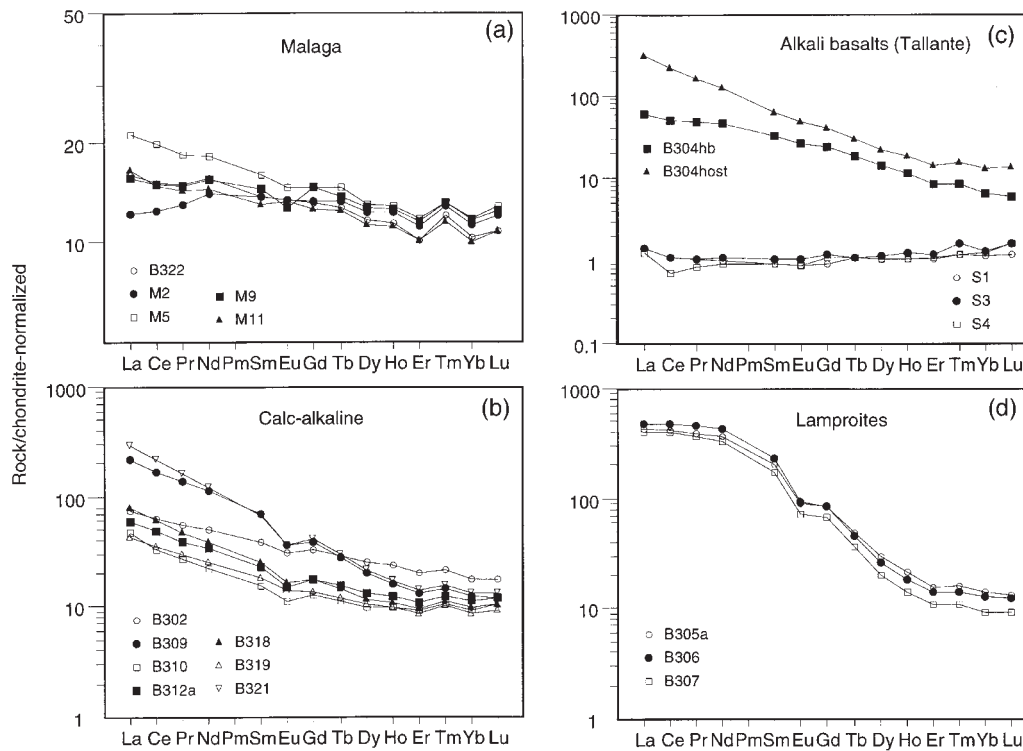 Rock/chondrite-normalized
50
20
10
Malaga
(a)
B322
M2
M5
M9
M11
La Ce Pr Nd Pm Sm Eu Gd Tb Dy Ho Er Tm Yb Lu
1000
100
10
1
0.1
Alkali basalts (Tallante)
(c)
B304hb
B304host
S1
S3
S4
La Ce Pr Nd Pm Sm Eu Gd Tb Dy Ho Er Tm Yb Lu
1000
100
10
1
Calc-alkaline
(b)
B302
B309
B310
B312a
B318
B319
B321
La Ce Pr Nd Pm Sm Eu Gd Tb Dy Ho Er Tm Yb Lu
1000
100
10
1
Lamproites
(d)
B305a
B306
B307
La Ce Pr Nd Pm Sm Eu Gd Tb Dy Ho Er Tm Yb Lu